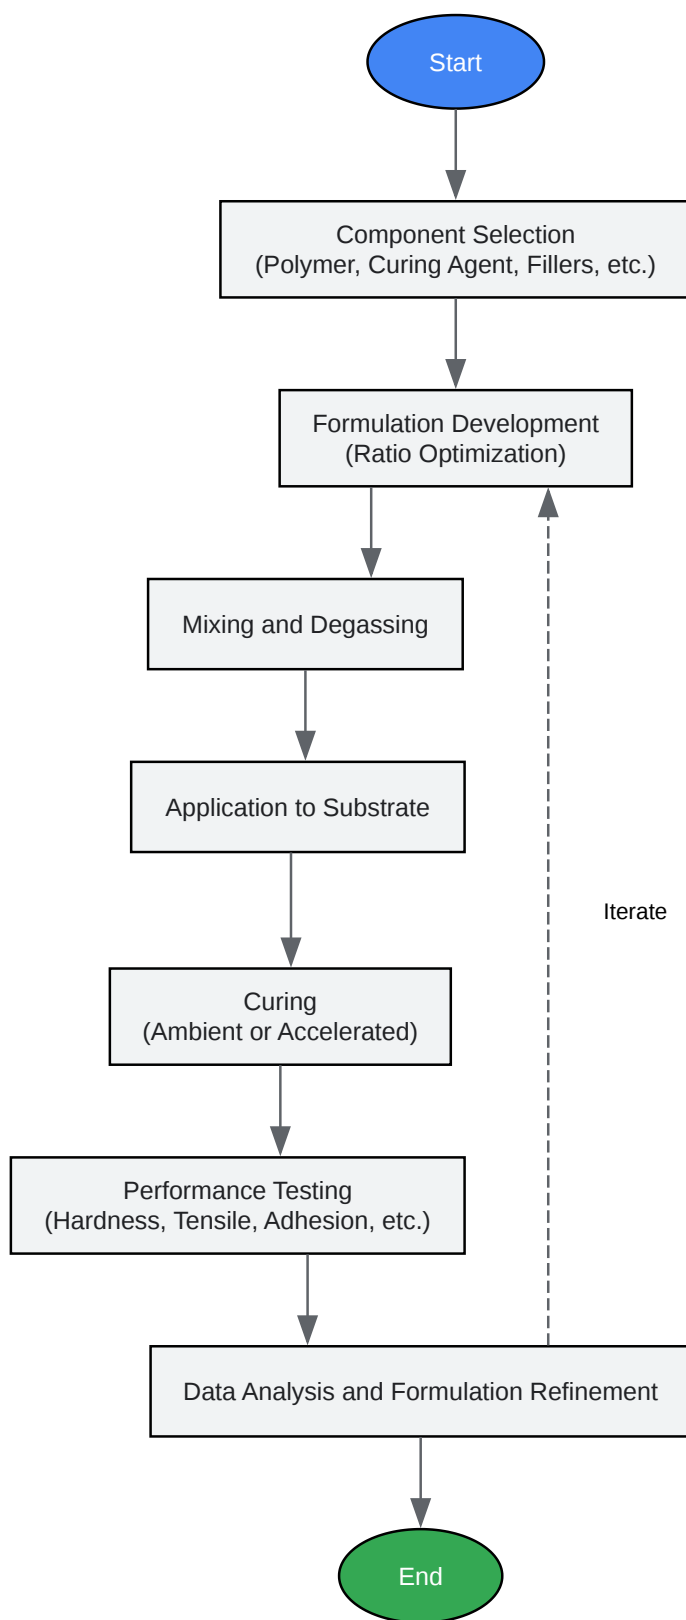 Start
Component Selection
(Polymer, Curing Agent, Fillers, etc.)
Formulation Development
(Ratio Optimization)
Mixing and Degassing
Application to Substrate
Iterate
Curing
(Ambient or Accelerated)
Performance Testing
(Hardness, Tensile, Adhesion, etc.)
Data Analysis and Formulation Refinement
End